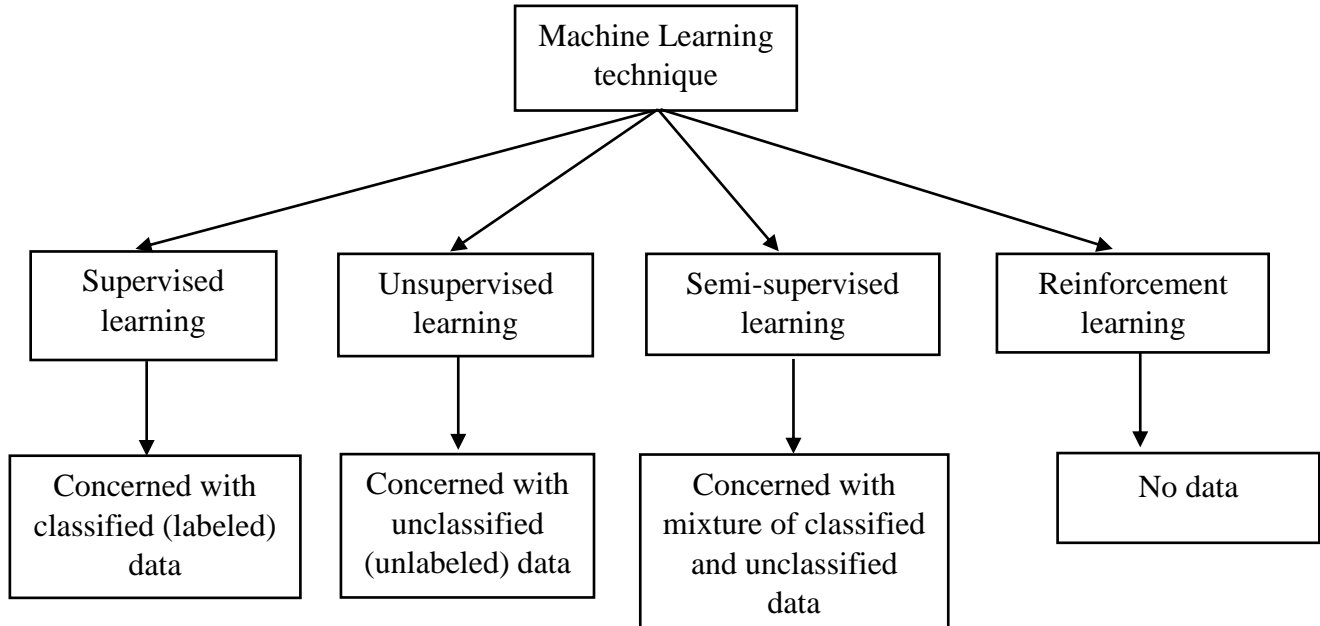 Machine Learning
technique
Supervised
learning
Unsupervised
learning
Semi-supervised
learning
Reinforcement
learning
Concerned with
classified (labeled)
data
Concerned with
unclassified
(unlabeled) data
Concerned with
mixture of classified
and unclassified
data
No data